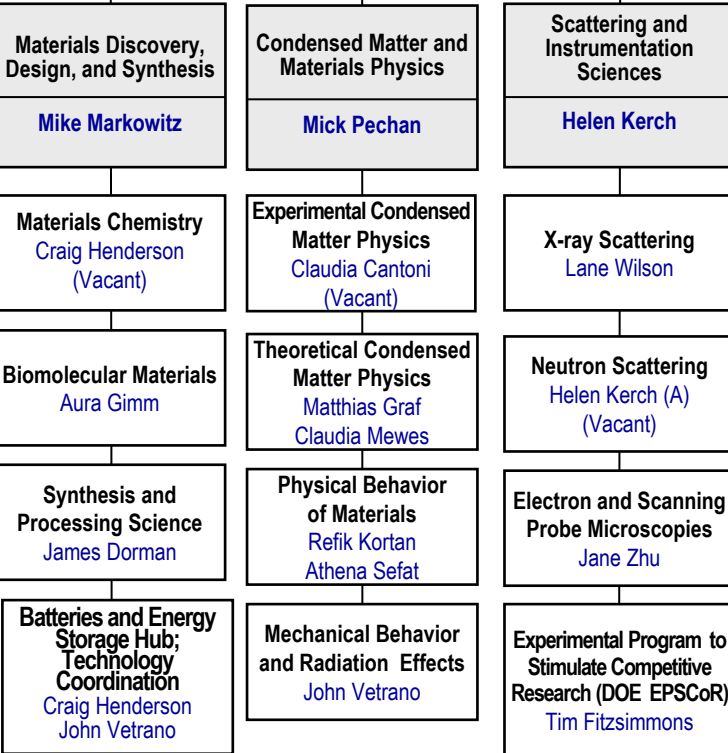 Materials Discovery,
Design, and Synthesis
Mike Markowitz
Materials Chemistry
Craig Henderson
(Vacant)
Biomolecular Materials
Aura Gimm
Synthesis and
Processing Science
James Dorman
Batteries and Energy
Storage Hub;
Technology
Coordination
Craig Henderson
John Vetrano
Condensed Matter and
Materials Physics
Mick Pechan
Experimental Condensed
Matter Physics
Claudia Cantoni
(Vacant)
Theoretical Condensed
Matter Physics
Matthias Graf
Claudia Mewes
Physical Behavior
of Materials
Refik Kortan
Athena Sefat
Mechanical Behavior
and Radiation Effects
John Vetrano
Scattering and
Instrumentation
Sciences
Helen Kerch
X-ray Scattering
Lane Wilson
Neutron Scattering
Helen Kerch (A)
(Vacant)
Electron and Scanning
Probe Microscopies
Jane Zhu
Experimental Program to
Stimulate Competitive
Research (DOE EPSCoR)
Tim Fitzsimmons